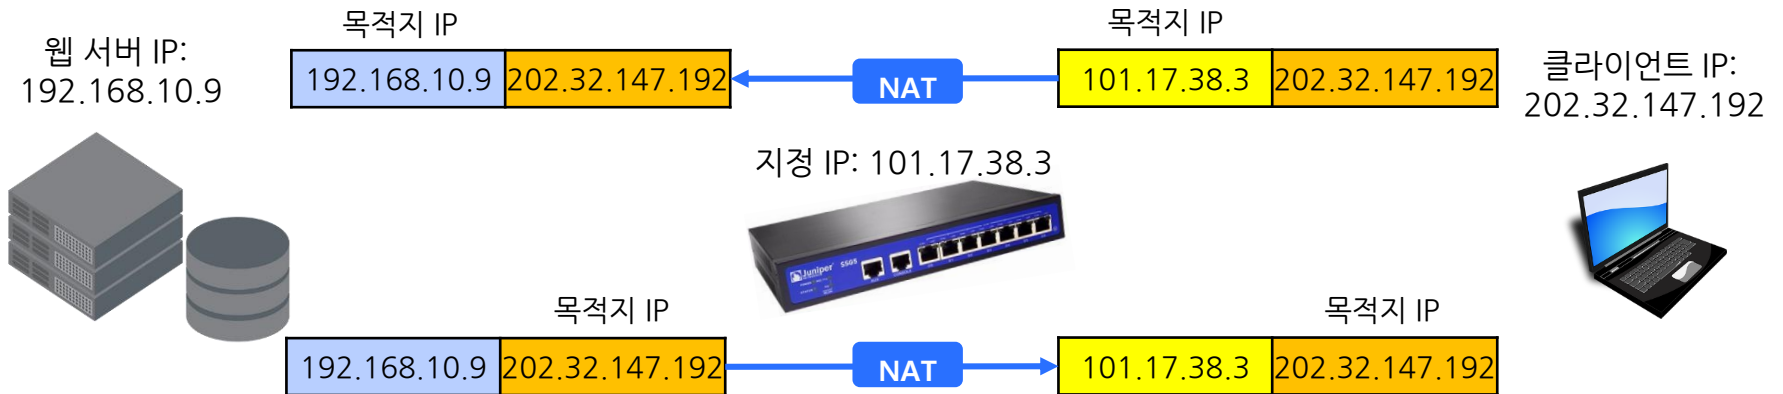 목적지 IP
목적지 IP
웹 서버 IP:
192.168.10.9
192.168.10.9 202.32.147.192
NAT
101.17.38.3 202.32.147.192
클라이언트 IP:
202.32.147.192
지정 IP: 101.17.38.3
Juniper SSG5
목적지 IP
목적지 IP
192.168.10.9 202.32.147.192
NAT
101.17.38.3 202.32.147.192